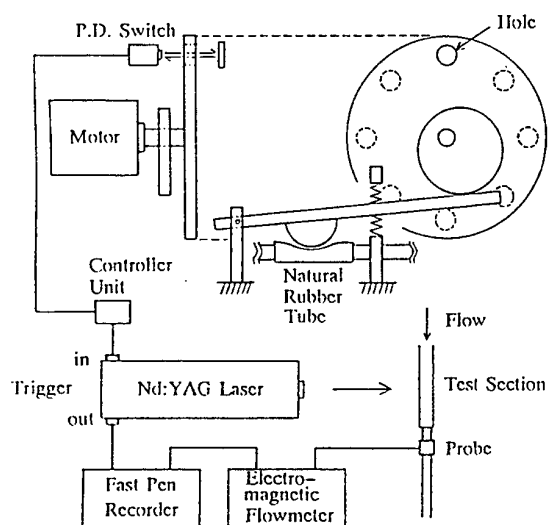 P.D. Switch
Hole
Motor
Controller
Unit
Natural
Rubber
Tube
Flow
in
Trigger
Nd:YAG Laser
Test Section
out
Probe
Fast Pen
Recorder
Electro-
magnetic
Flowmeter